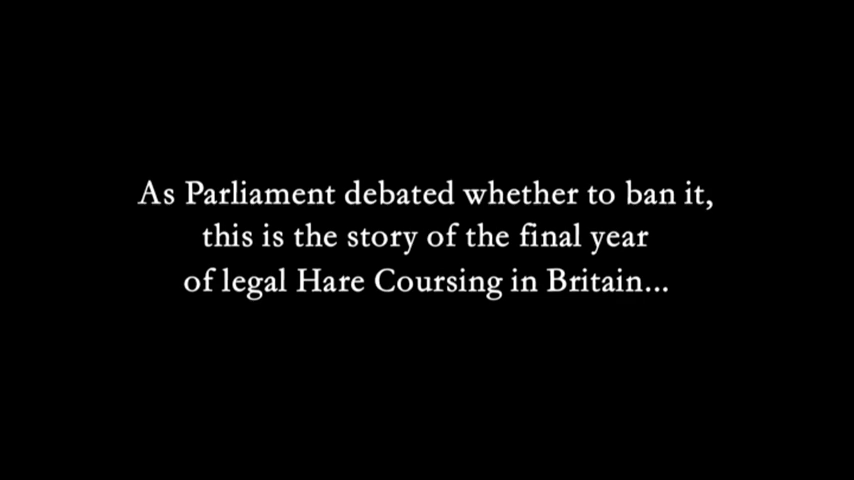 As Parliament debated whether to ban it,
this is the story of the final year
of legal Hare Coursing in Britain...